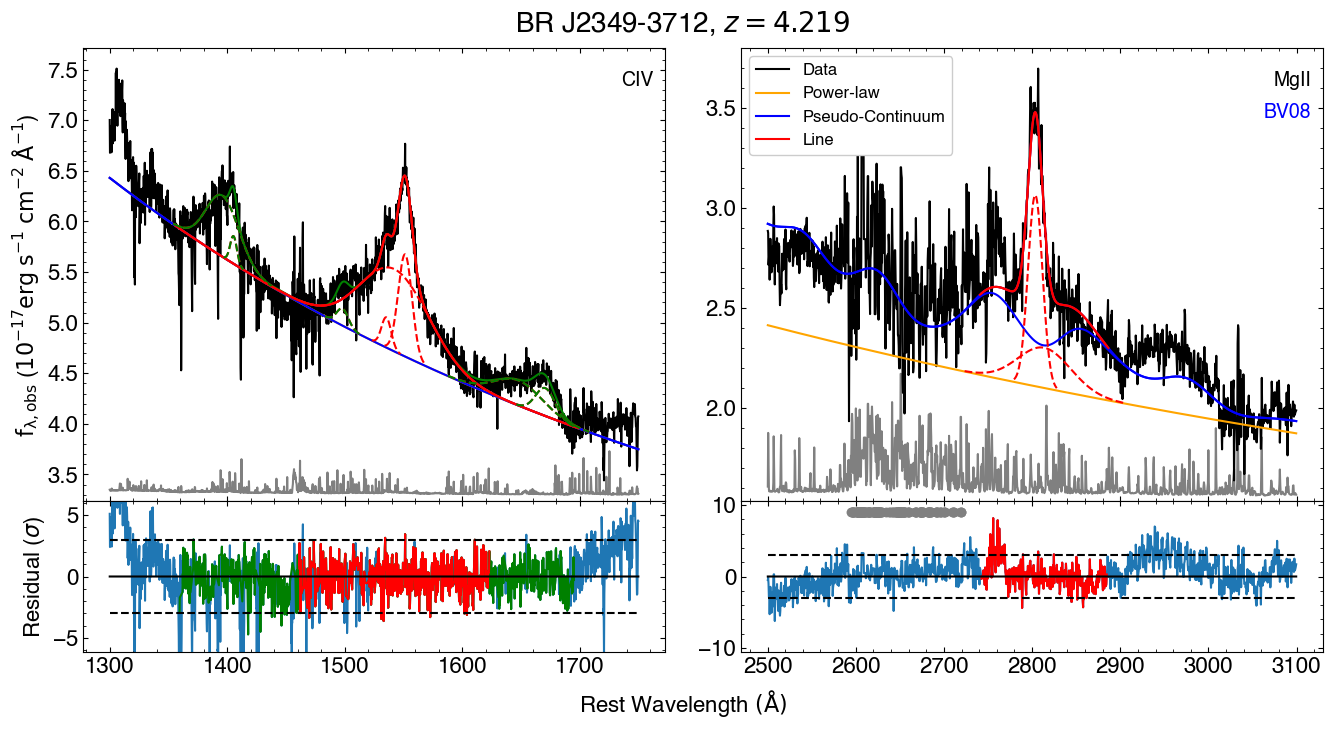 BR J2349-3712, z = 4.219
f_λ,obs (10⁻¹⁷erg s⁻¹ cm⁻² Å⁻¹)
7.5
7.0
6.5
6.0
5.5
5.0
4.5
4.0
3.5
CIV
Residual (σ)
5
0
−5
1300 1400 1500 1600 1700
3.5
3.0
2.5
2.0
Data
Power-law
Pseudo-Continuum
Line
MgII
BV08
10
0
−10
2500 2600 2700 2800 2900 3000 3100
Rest Wavelength (Å)